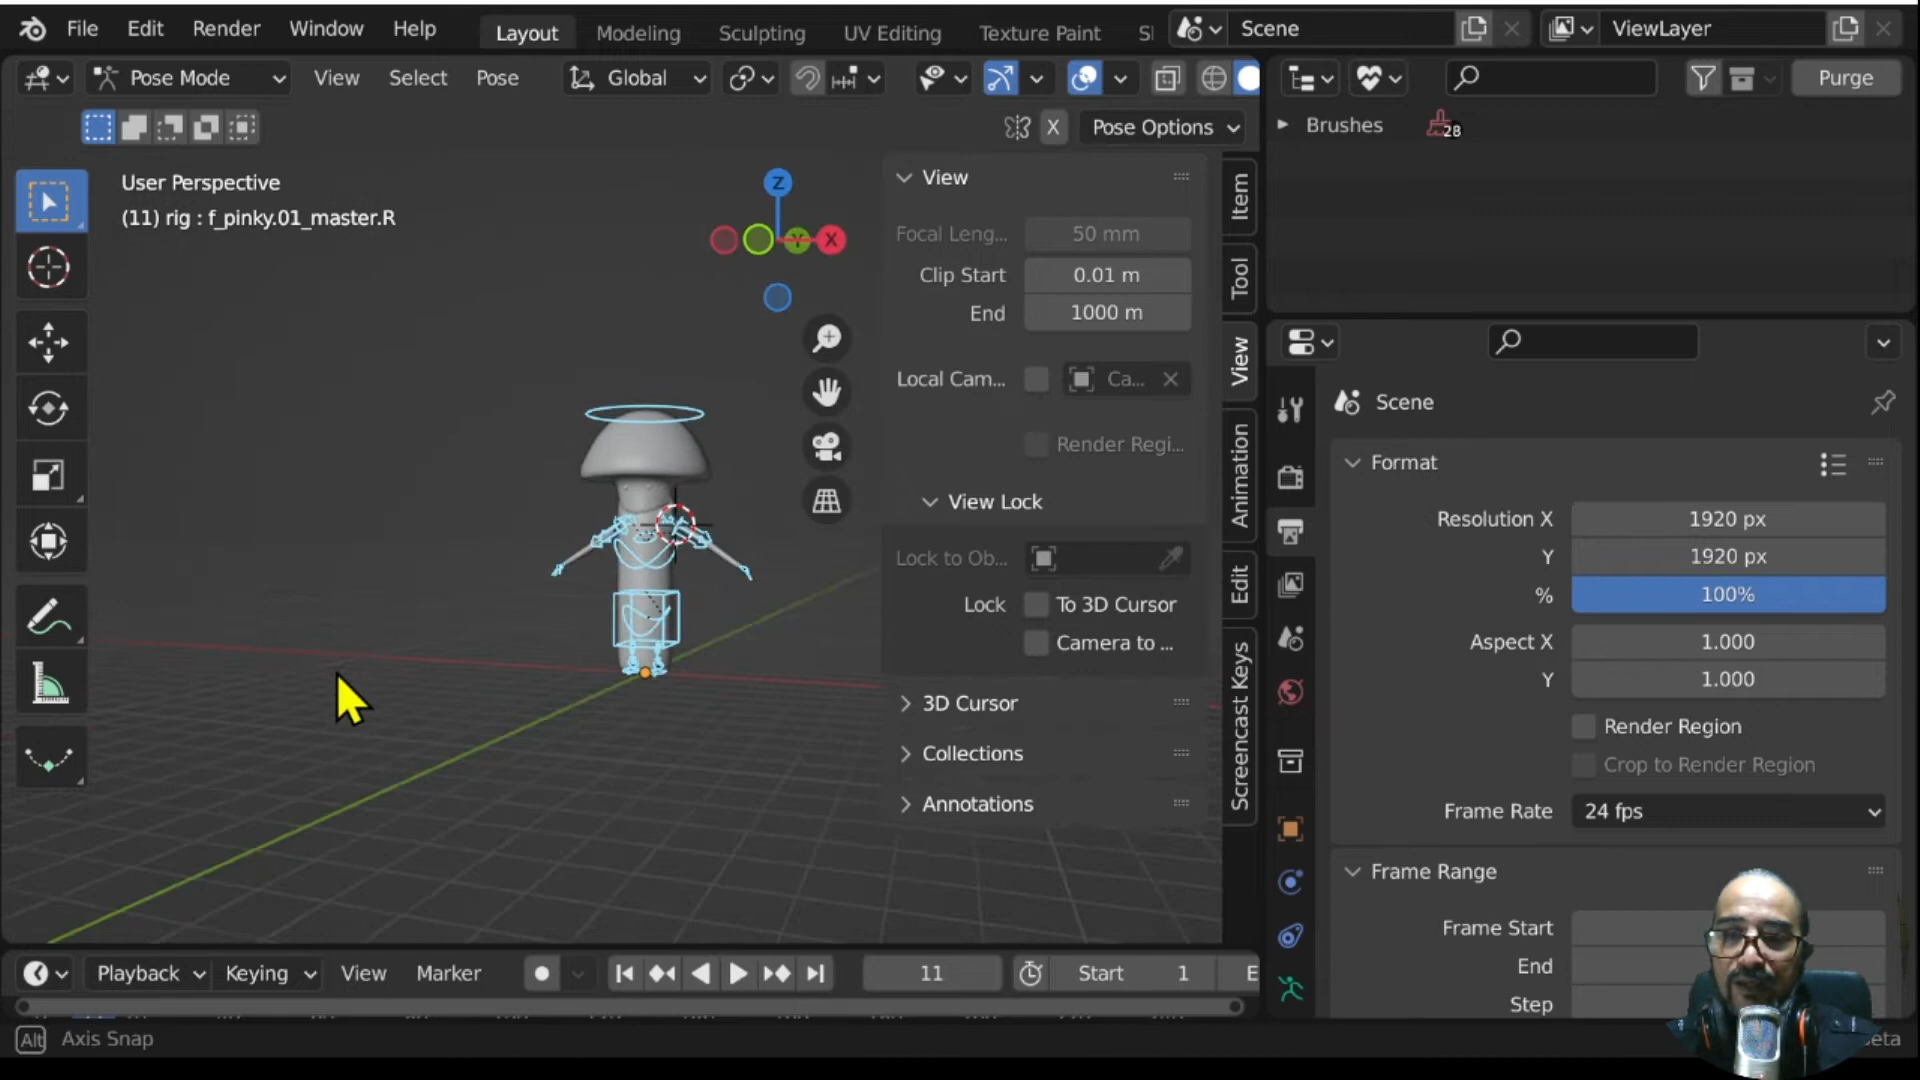 File Edit Render Window Help Layout Modeling Sculpting UV Editing Texture Paint Scene ViewLayer
Pose Mode View Select Pose Global Purge
X Pose Options
Brushes 28
User Perspective
(11) rig : f_pinky.01_master.R
Z
Y X
View
Focal Leng... 50 mm
Clip Start 0.01 m
End 1000 m
Local Cam... Ca...
Render Regi...
View Lock
Lock to Ob...
Lock To 3D Cursor
Camera to ...
3D Cursor
Collections
Annotations
Item
Tool
View
Animation
Edit
Screencast Keys
Scene
Format
Resolution X 1920 px
Y 1920 px
% 100%
Aspect X 1.000
Y 1.000
Render Region
Crop to Render Region
Frame Rate 24 fps
Frame Range
Frame Start
End
Step
Playback Keying View Marker 11 Start 1 E
Alt Axis Snap